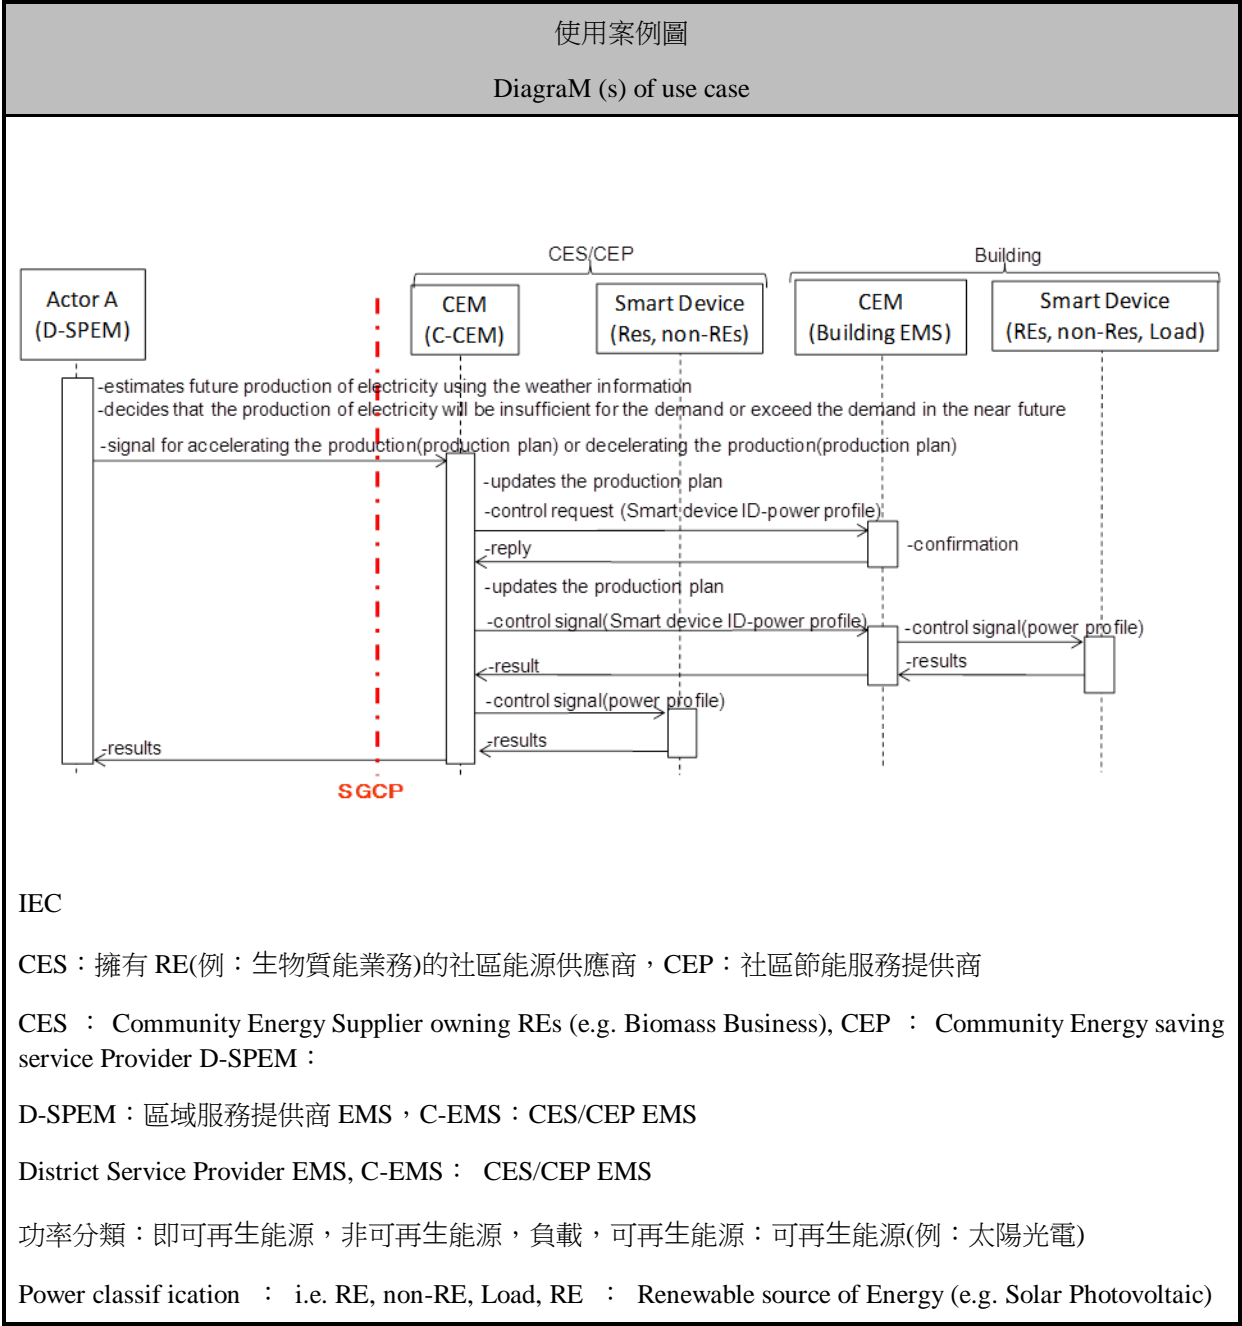 使用案例圖
DiagraM (s) of use case
CES/CEP
Building
Actor A
(D-SPEM)
CEM
(C-CEM)
Smart Device
(Res, non-REs)
CEM
(Building EMS)
Smart Device
(REs, non-Res, Load)
-estimates future production of electricity using the weather information
-decides that the production of electricity will be insufficient for the demand or exceed the demand in the near future
-signal for accelerating the production(production plan) or decelerating the production(production plan)
-updates the production plan
-control request (Smart device ID-power profile)
-reply
-confirmation
-updates the production plan
-control signal(Smart device ID-power profile)
-control signal(power profile)
-result
-results
-control signal(power profile)
-results
-results
SGCP
IEC
CES：擁有 RE(例：生物質能業務)的社區能源供應商，CEP：社區節能服務提供商
CES ： Community Energy Supplier owning REs (e.g. Biomass Business), CEP ： Community Energy saving
service Provider D-SPEM：
D-SPEM：區域服務提供商 EMS，C-EMS：CES/CEP EMS
District Service Provider EMS, C-EMS： CES/CEP EMS
功率分類：即可再生能源，非可再生能源，負載，可再生能源：可再生能源(例：太陽光電)
Power classif ication ： i.e. RE, non-RE, Load, RE ： Renewable source of Energy (e.g. Solar Photovoltaic)